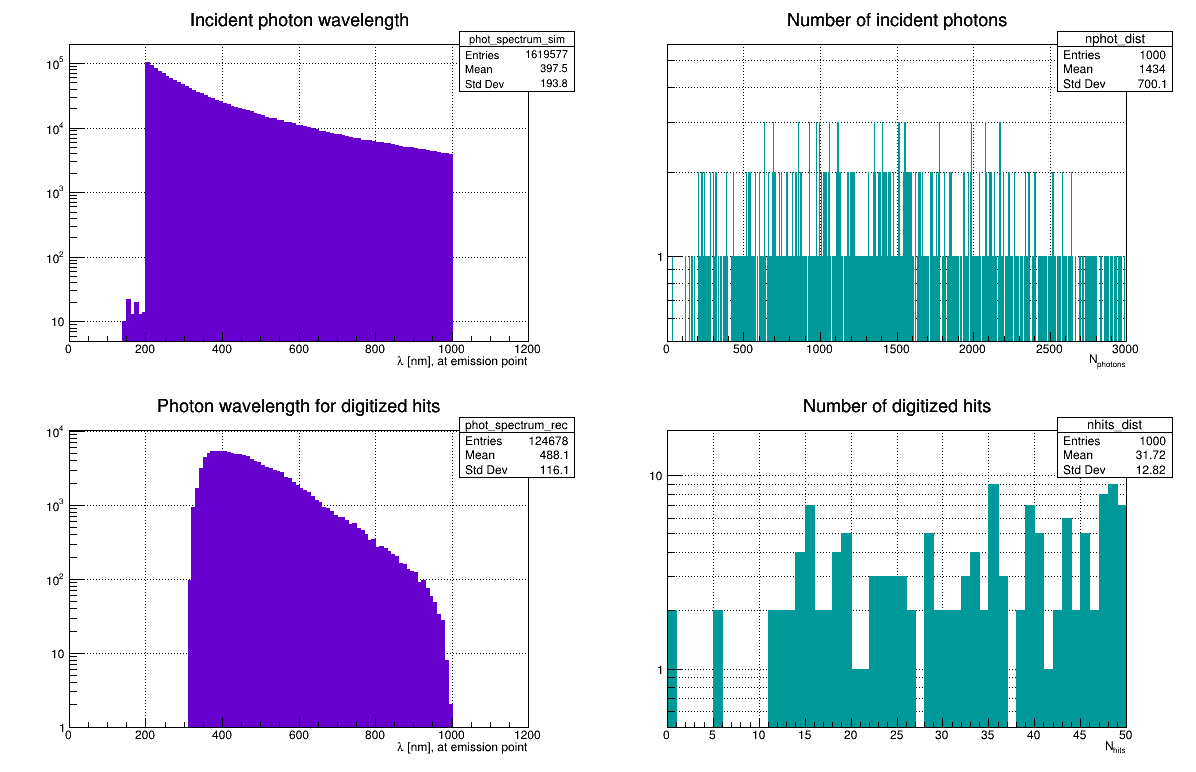 Incident photon wavelength
phot_spectrum_sim
Entries 1619577
Mean 397.5
Std Dev 193.8
10^5
10^4
10^3
10^2
10
0 200 400 600 800 1000 1200
λ [nm], at emission point
Number of incident photons
nphot_dist
Entries 1000
Mean 1434
Std Dev 700.1
1
0 500 1000 1500 2000 2500 3000
N_photons
Photon wavelength for digitized hits
phot_spectrum_rec
Entries 124678
Mean 488.1
Std Dev 116.1
10^4
10^3
10^2
10
1
0 200 400 600 800 1000 1200
λ [nm], at emission point
Number of digitized hits
nhits_dist
Entries 1000
Mean 31.72
Std Dev 12.82
10
1
0 5 10 15 20 25 30 35 40 45 50
N_hits